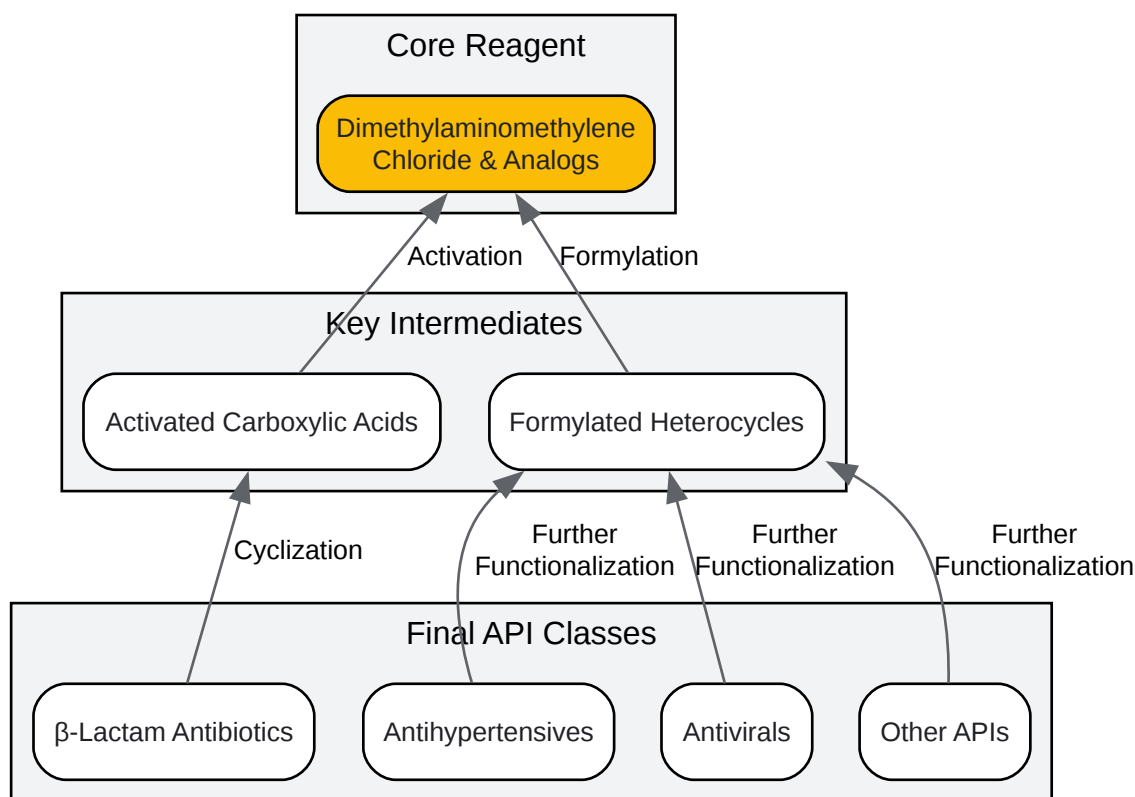 Core Reagent
Dimethylaminomethylene
Chloride & Analogs
Activation
Formylation
Key Intermediates
Activated Carboxylic Acids
Formylated Heterocycles
Cyclization
Further
Functionalization
Further
Functionalization
Further
Functionalization
Final API Classes
β-Lactam Antibiotics
Antihypertensives
Antivirals
Other APIs